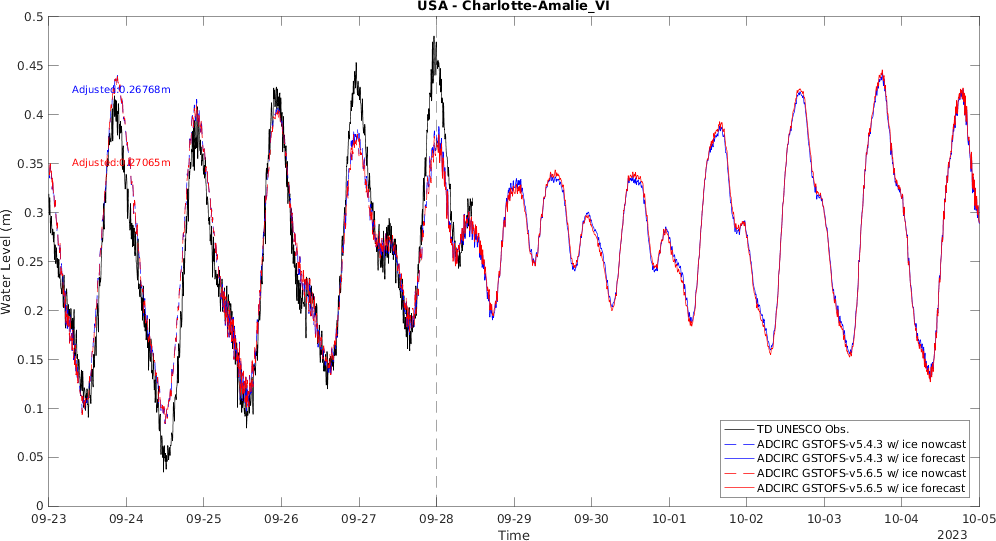 USA - Charlotte-Amalie_VI
0.5
0.45
0.4
0.35
0.3
0.25
0.2
0.15
0.1
0.05
0
Water Level (m)
Adjusted:0.26768m
Adjusted:0.27065m
TD UNESCO Obs.
ADCIRC GSTOFS-v5.4.3 w/ ice nowcast
ADCIRC GSTOFS-v5.4.3 w/ ice forecast
ADCIRC GSTOFS-v5.6.5 w/ ice nowcast
ADCIRC GSTOFS-v5.6.5 w/ ice forecast
09-23 09-24 09-25 09-26 09-27 09-28 09-29 09-30 10-01 10-02 10-03 10-04 10-05
Time
2023